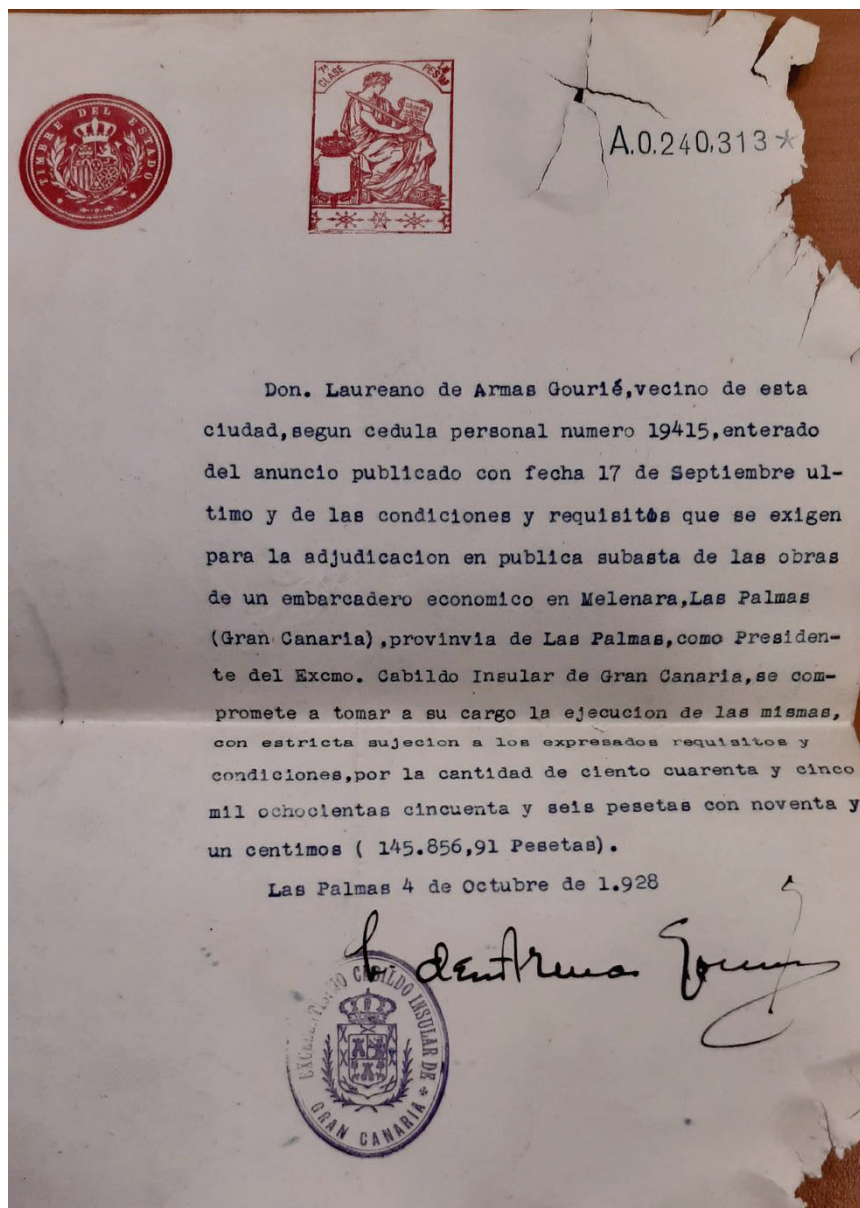 TIMBRE DEL ESTADO
7ª CLASE
PESETA
A.0.240,313*
Don. Laureano de Armas Gourié,vecino de esta
ciudad,segun cedula personal numero 19415,enterado
del anuncio publicado con fecha 17 de Septiembre ul-
timo y de las condiciones y requisitos que se exigen
para la adjudicacion en publica subasta de las obras
de un embarcadero economico en Melenara,Las Palmas
(Gran Canaria),provinvia de Las Palmas,como Presiden-
te del Excmo. Cabildo Insular de Gran Canaria,se com-
promete a tomar a su cargo la ejecucion de las mismas,
con estricta sujecion a los expresados requisitos y
condiciones,por la cantidad de ciento cuarenta y cinco
mil ochocientas cincuenta y seis pesetas con noventa y
un centimos ( 145.856,91 Pesetas).
Las Palmas 4 de Octubre de 1.928
L de Armas Gourié
CABILDO INSULAR DE
GRAN CANARIA